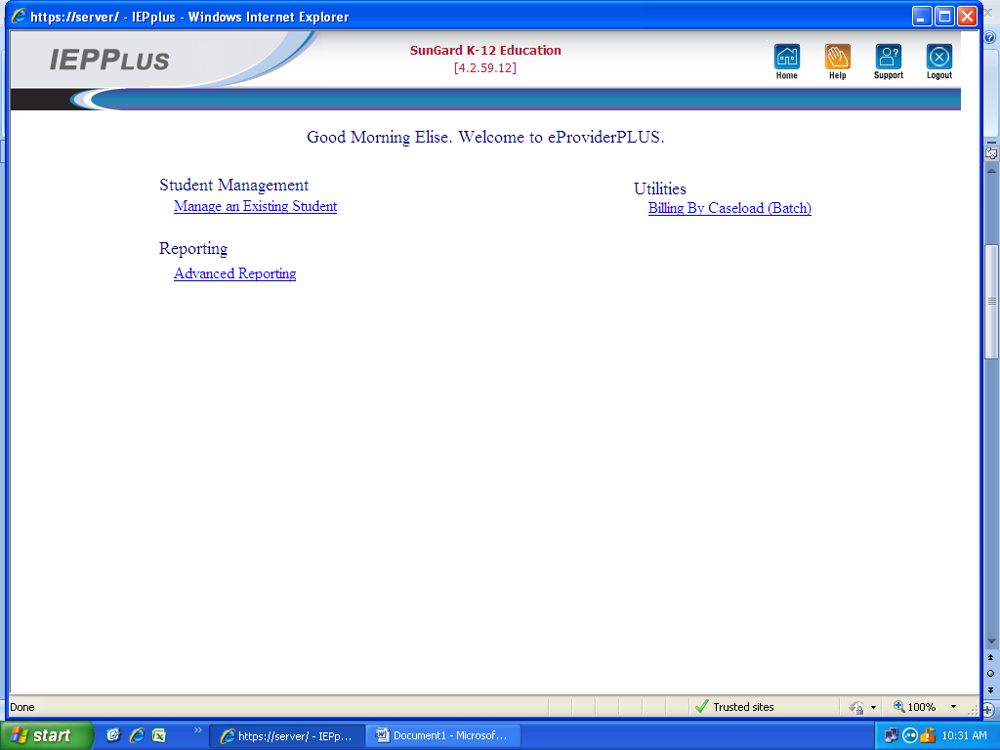 https://server/ - IEPplus - Windows Internet Explorer
IEPPLUS
SunGard K-12 Education
[4.2.59.12]
Home
Help
Support
Logout
Good Morning Elise. Welcome to eProviderPLUS.
Student Management
Manage an Existing Student
Utilities
Billing By Caseload (Batch)
Reporting
Advanced Reporting
Done
Trusted sites
100%
start
https://server/ - IEPp...
Document1 - Microsof...
10:31 AM